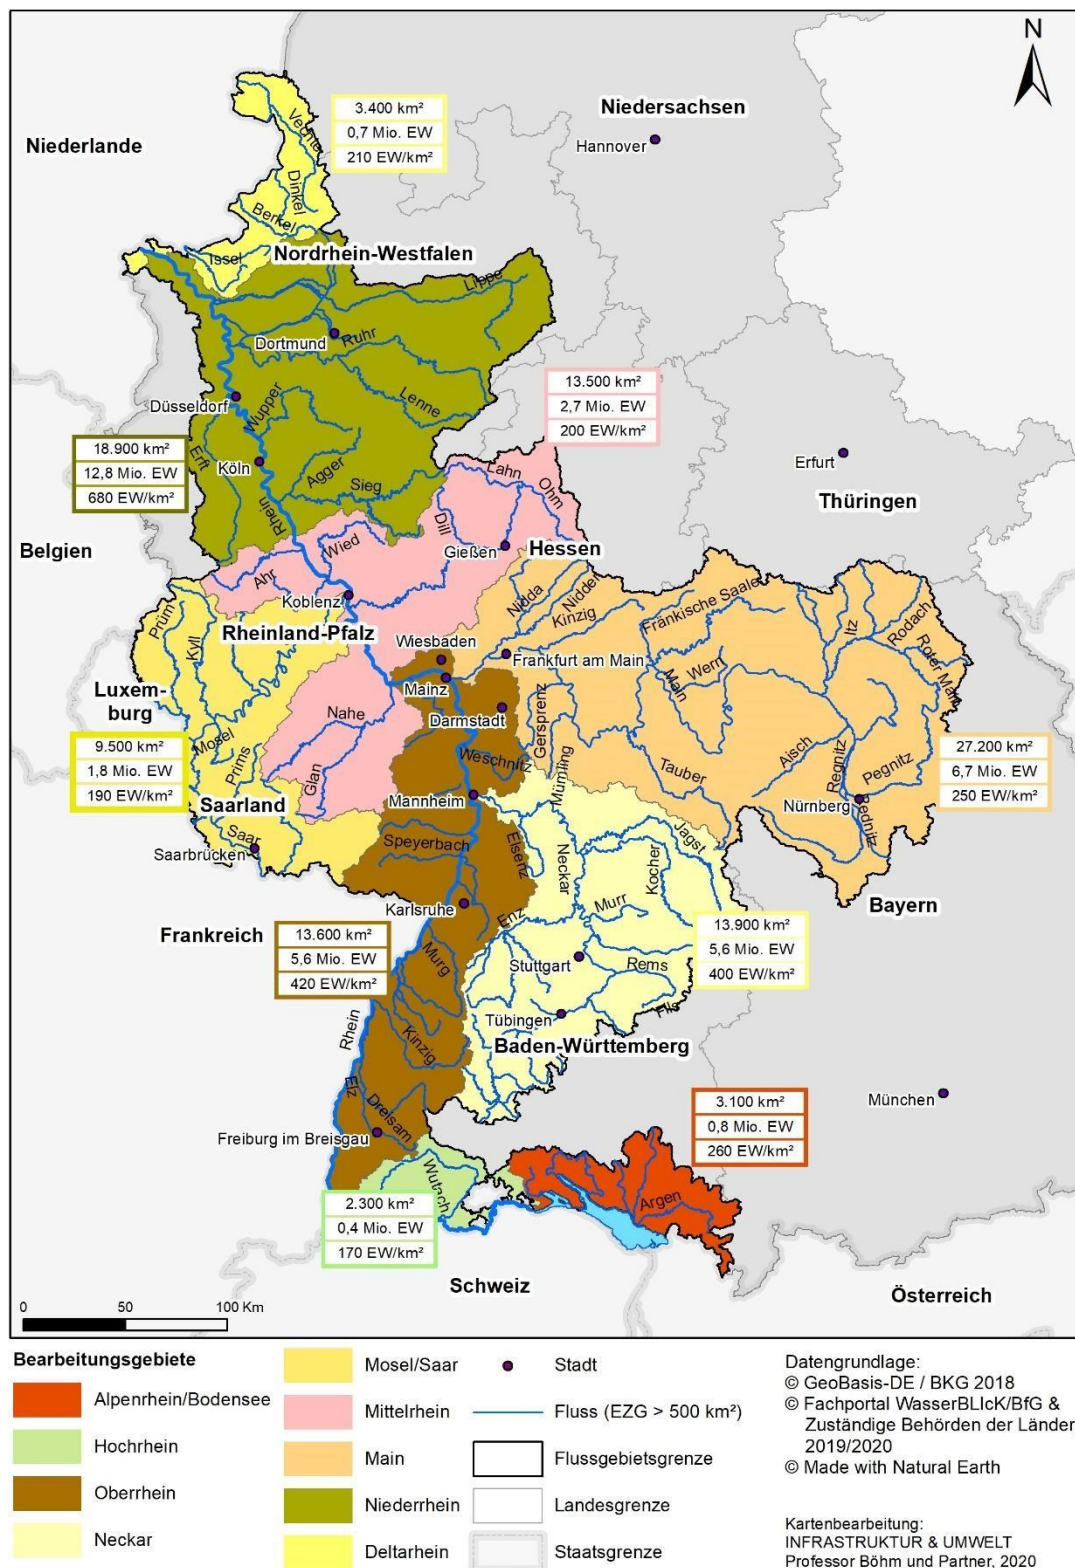 N
Niedersachsen
Hannover
Niederlande
3.400 km²
0,7 Mio. EW
210 EW/km²
Vechte
Dinkel
Berkel
Issel
Nordrhein-Westfalen
Lippe
Dortmund
Ruhr
Düsseldorf
Wupper
Lenne
13.500 km²
2,7 Mio. EW
200 EW/km²
18.900 km²
12,8 Mio. EW
680 EW/km²
Erft
Köln
Agger
Sieg
Rhein
Lahn
Ohm
Dill
Erfurt
Thüringen
Belgien
Wied
Ahr
Gießen
Hessen
Koblenz
Nidda
Nidder
Kinzig
Fränkische Saale
Itz
Rodach
Roter Main
Prüm
Kyll
Rheinland-Pfalz
Wiesbaden
Frankfurt am Main
Mainz
Main
Wern
Luxem-
burg
Darmstadt
Gersprenz
Nahe
Mosel
Prims
Glan
Weschnitz
Mümling
Tauber
Aisch
Regnitz
Pegnitz
Rednitz
Nürnberg
9.500 km²
1,8 Mio. EW
190 EW/km²
27.200 km²
6,7 Mio. EW
250 EW/km²
Saarland
Mannheim
Saar
Saarbrücken
Speyerbach
Elsenz
Neckar
Kocher
Jagst
Karlsruhe
Enz
Murr
Bayern
Frankreich
13.600 km²
5,6 Mio. EW
420 EW/km²
13.900 km²
5,6 Mio. EW
400 EW/km²
Murg
Stuttgart
Rems
Fils
Tübingen
Rhein
Kinzig
Baden-Württemberg
Elz
Dreisam
München
3.100 km²
0,8 Mio. EW
260 EW/km²
Freiburg im Breisgau
Wutach
Argen
2.300 km²
0,4 Mio. EW
170 EW/km²
Schweiz
Österreich
0 50 100 Km
Bearbeitungsgebiete
Alpenrhein/Bodensee
Hochrhein
Oberrhein
Neckar
Mosel/Saar
Mittelrhein
Main
Niederrhein
Deltarhein
Stadt
Fluss (EZG > 500 km²)
Flussgebietsgrenze
Landesgrenze
Staatsgrenze
Datengrundlage:
© GeoBasis-DE / BKG 2018
© Fachportal WasserBLIcK/BfG &
Zuständige Behörden der Länder
2019/2020
© Made with Natural Earth
Kartenbearbeitung:
INFRASTRUKTUR & UMWELT
Professor Böhm und Partner, 2020